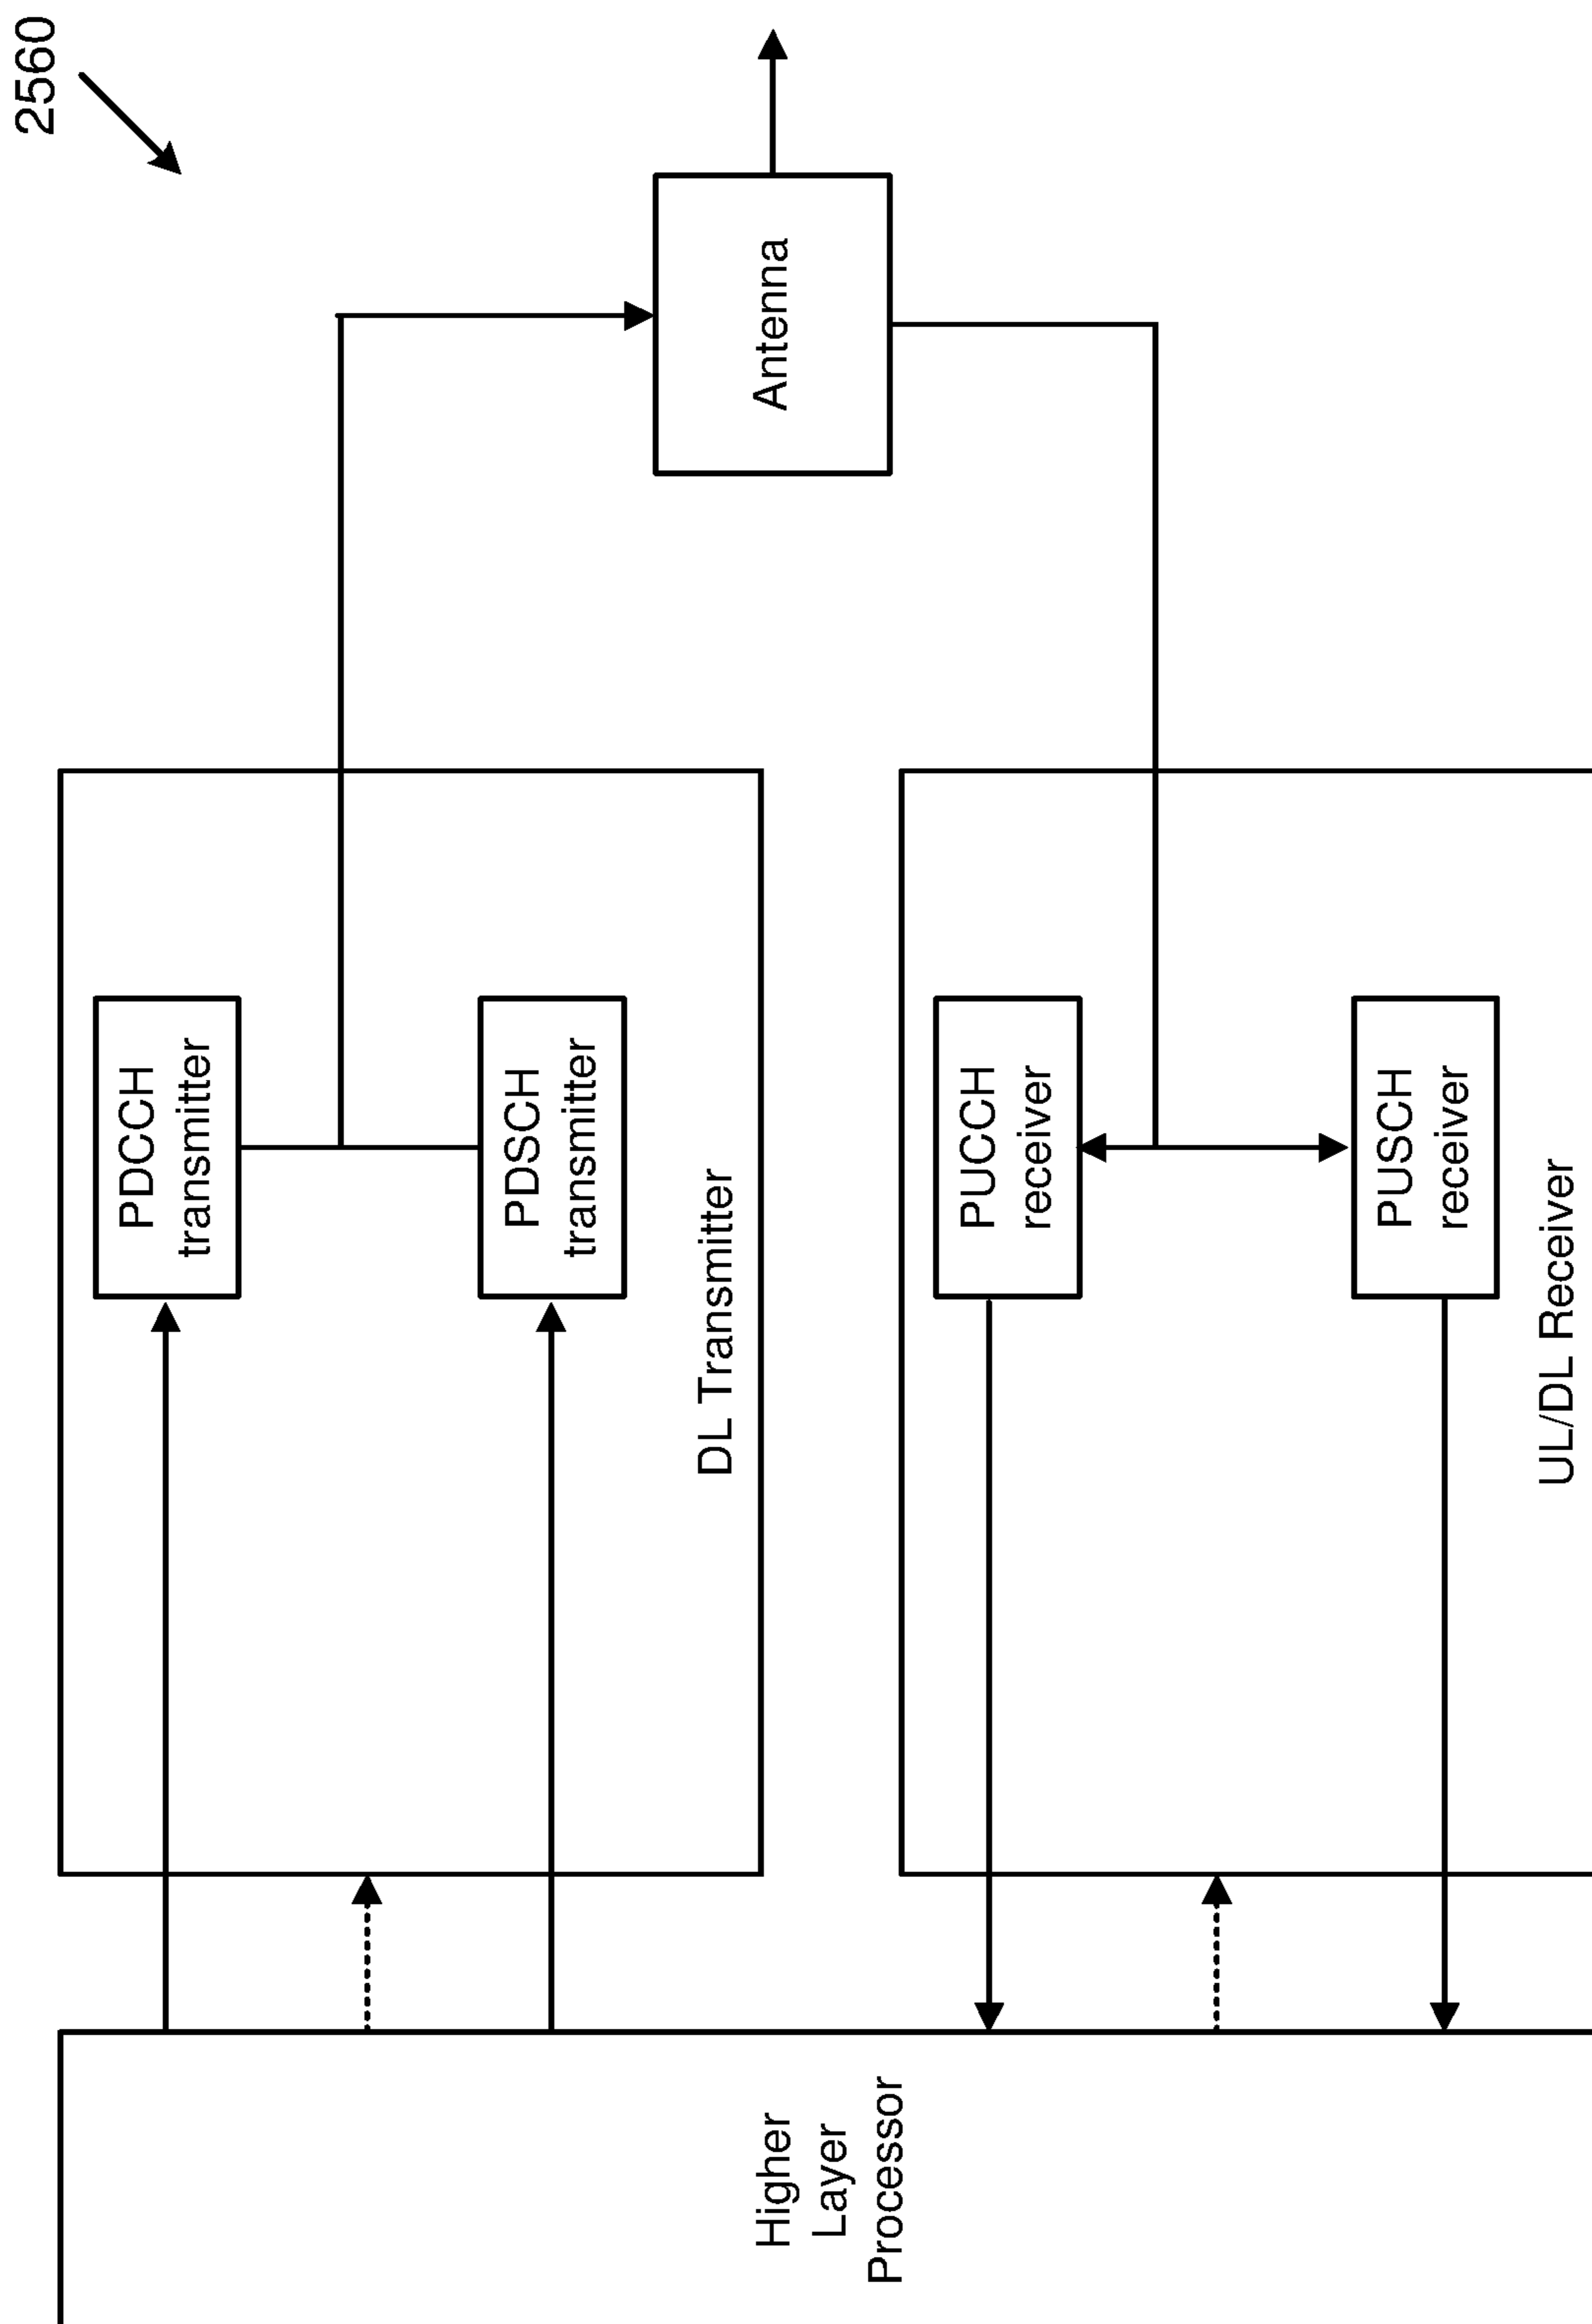 2560
Higher
Layer
Processor
PDCCH
transmitter
PDSCH
transmitter
DL Transmitter
PUCCH
receiver
PUSCH
receiver
UL/DL Receiver
Antenna